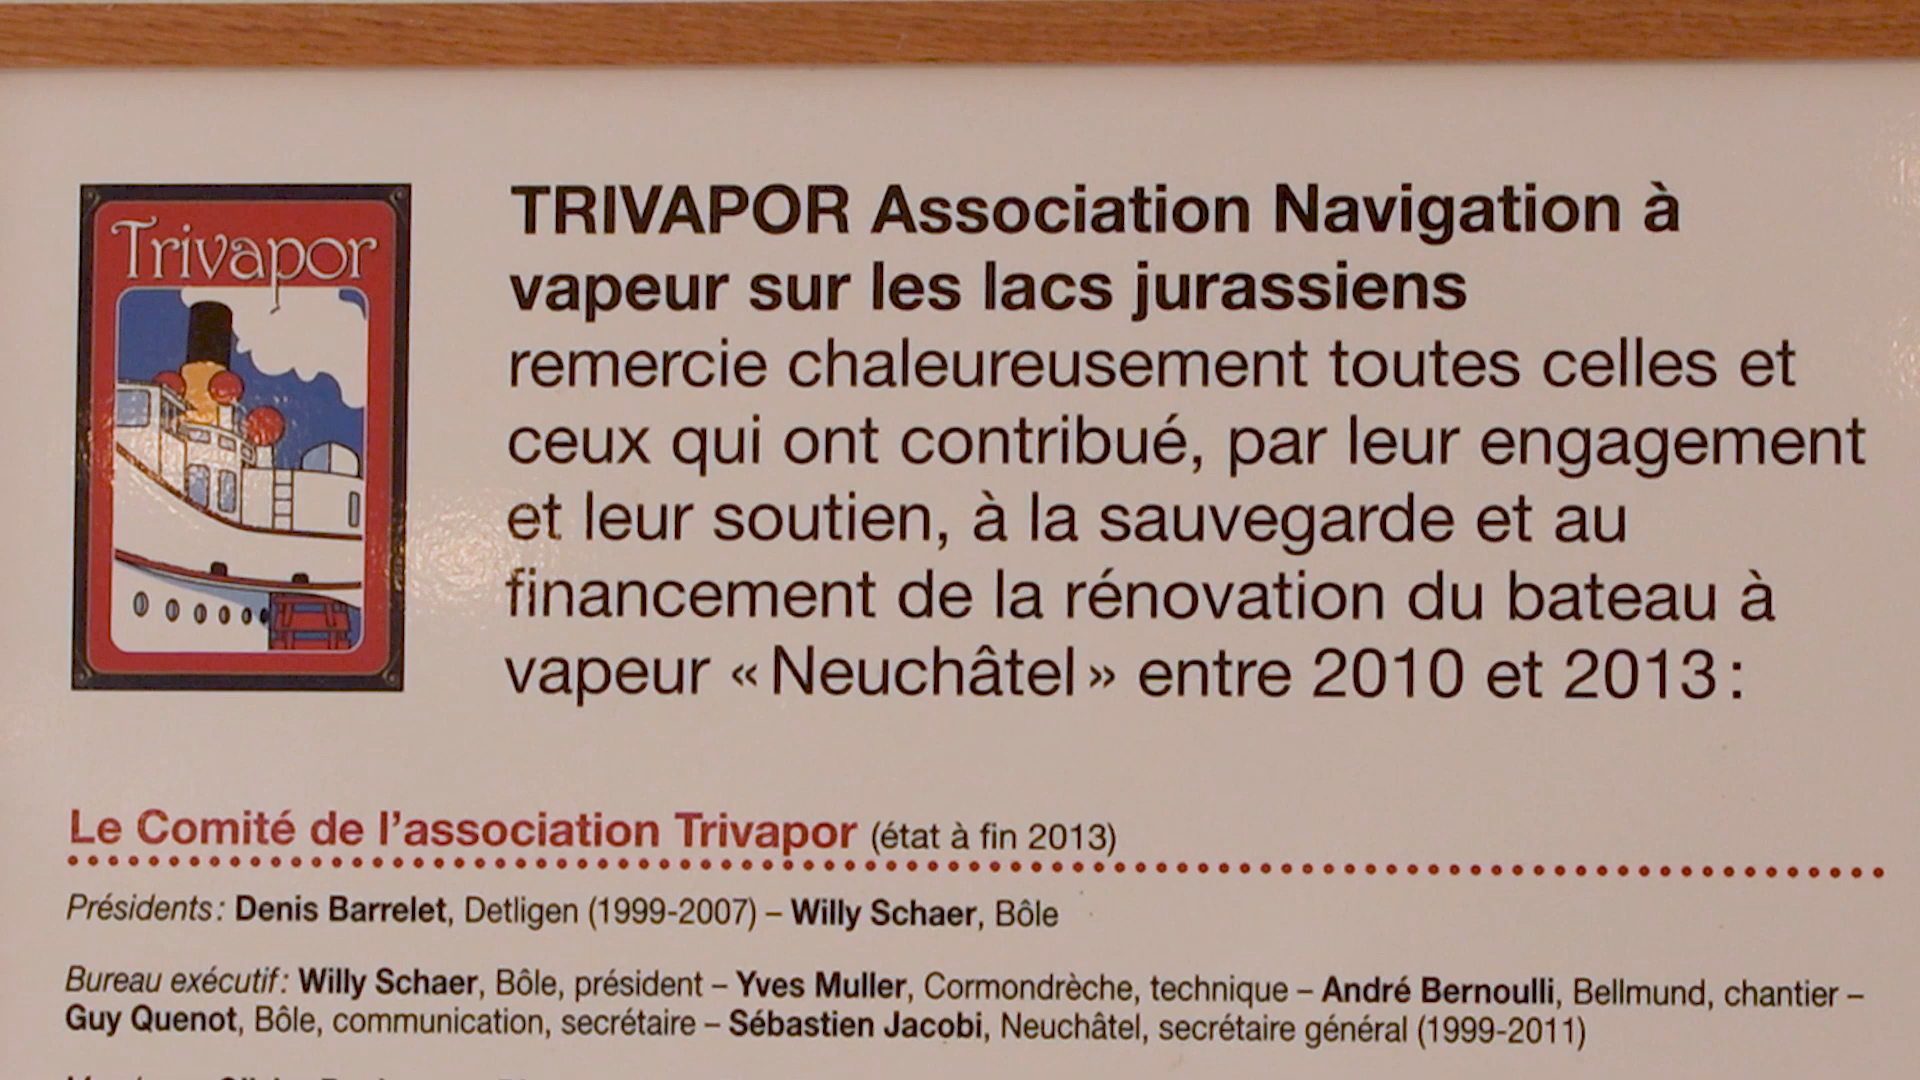 Trivapor
TRIVAPOR Association Navigation à
vapeur sur les lacs jurassiens
remercie chaleureusement toutes celles et
ceux qui ont contribué, par leur engagement
et leur soutien, à la sauvegarde et au
financement de la rénovation du bateau à
vapeur « Neuchâtel » entre 2010 et 2013 :
Le Comité de l'association Trivapor (état à fin 2013)
Présidents : Denis Barrelet, Detligen (1999-2007) – Willy Schaer, Bôle
Bureau exécutif : Willy Schaer, Bôle, président – Yves Muller, Cormondrèche, technique – André Bernoulli, Bellmund, chantier –
Guy Quenot, Bôle, communication, secrétaire – Sébastien Jacobi, Neuchâtel, secrétaire général (1999-2011)